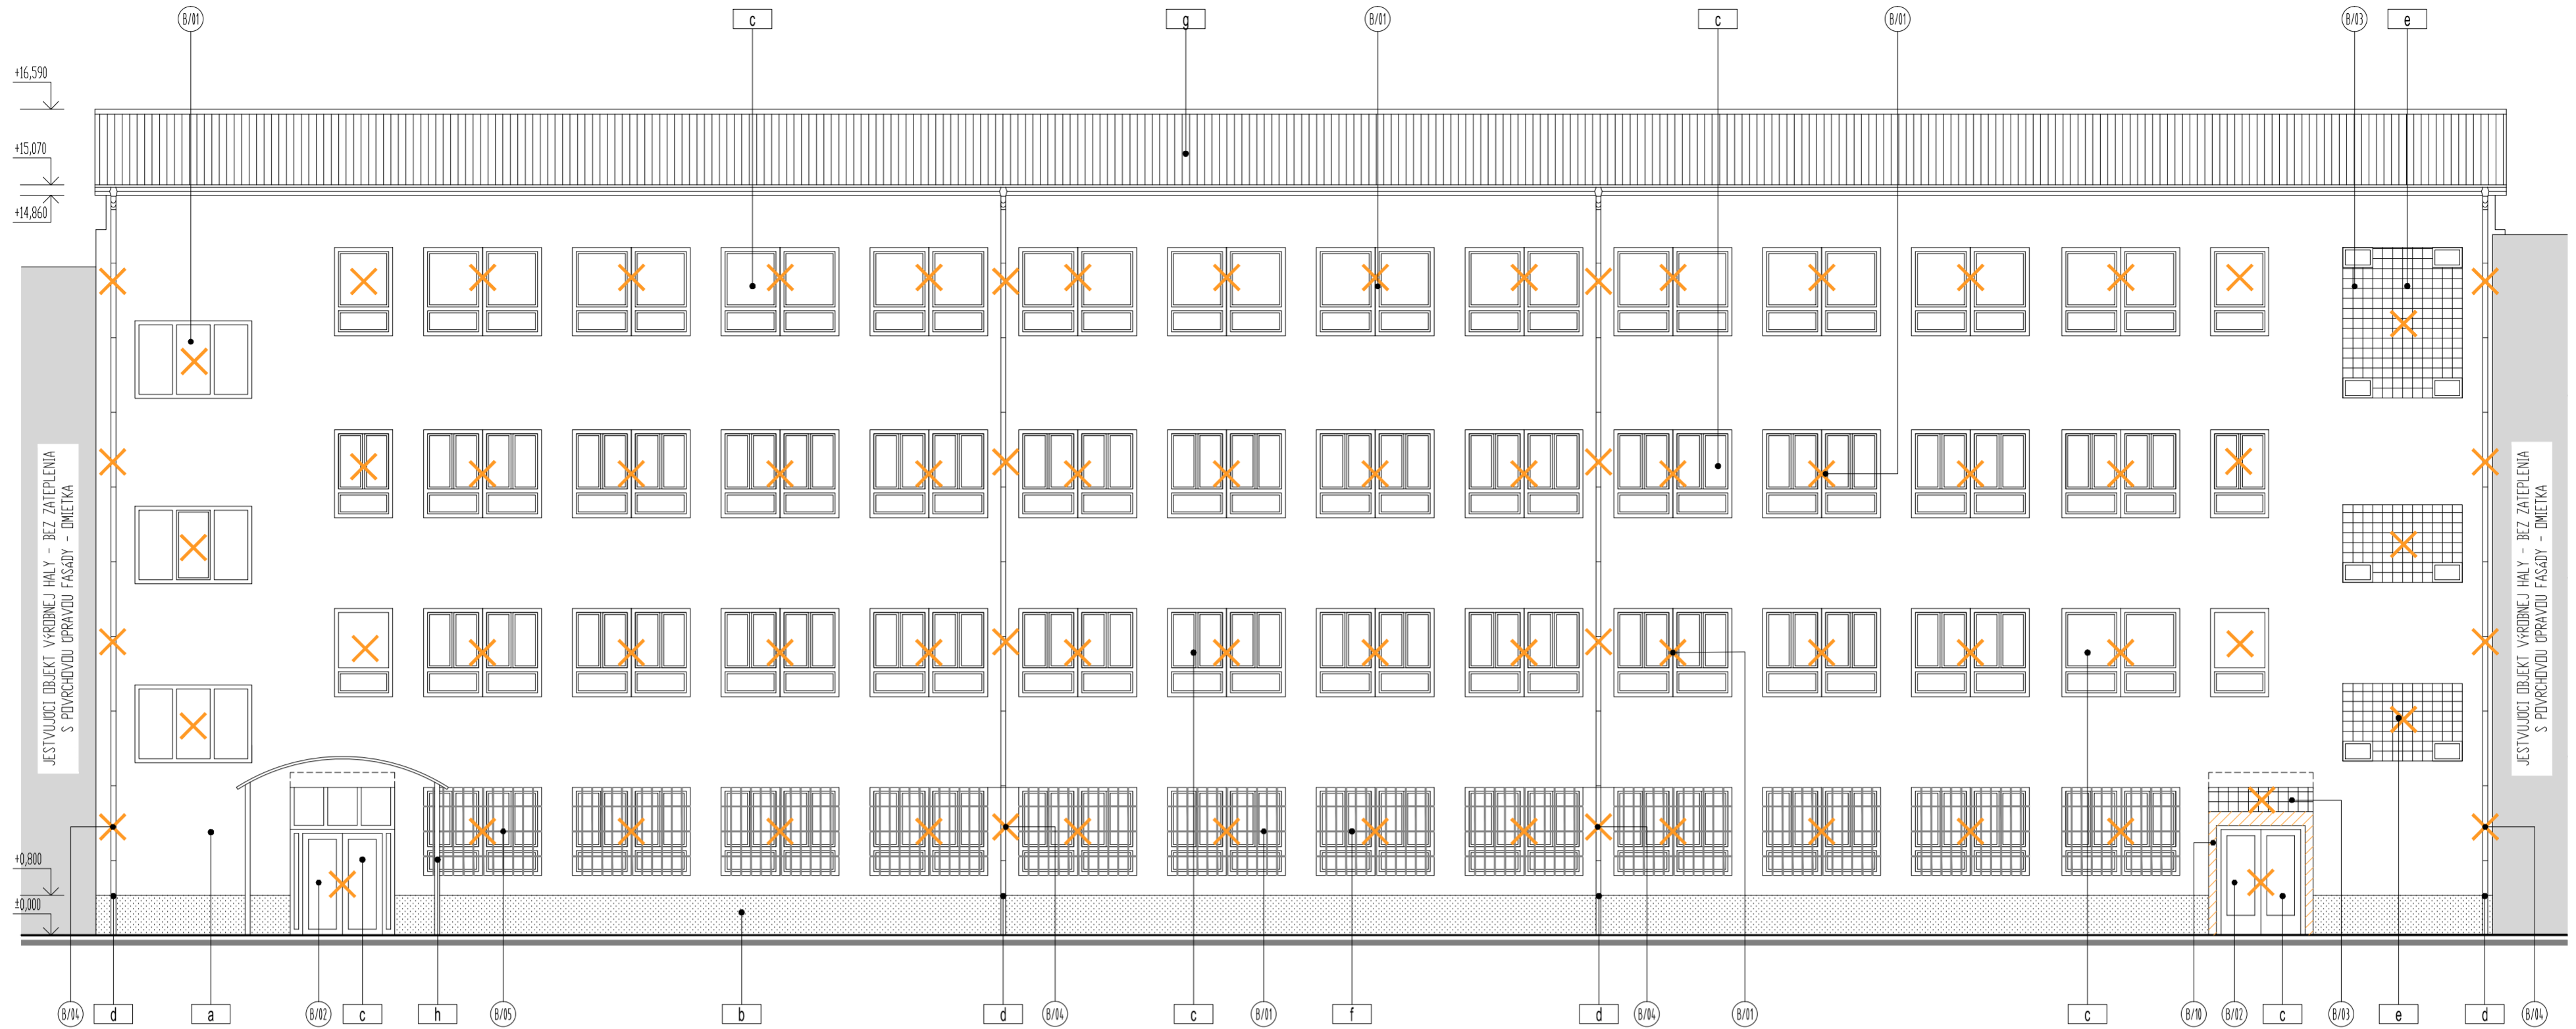 B/01
c
g
B/01
c
B/01
B/03
e
+16,590
+15,070
+14,860
JESTVUJÚCI OBJEKT VÝROBNEJ HALY - BEZ ZATEPLENIA
S POVRCHOVOU ÚPRAVOU FASÁDY - OMIETKA
JESTVUJÚCI OBJEKT VÝROBNEJ HALY - BEZ ZATEPLENIA
S POVRCHOVOU ÚPRAVOU FASÁDY - OMIETKA
+0,800
±0,000
B/04
d
a
B/02
c
h
B/05
b
d
B/04
c
B/01
f
d
B/04
B/01
c
B/10
B/02
c
B/03
e
d
B/04